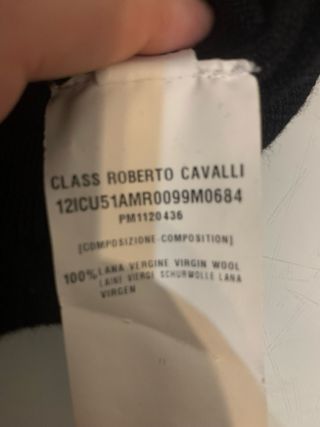 CLASS ROBERTO CAVALLI
12ICU51AMR0099M0684
PM1120436
[COMPOSIZIONE-COMPOSITION]
100% LANA VERGINE VIRGIN WOOL
LAINE VIERGE SCHURWOLLE LANA
VIRGEN